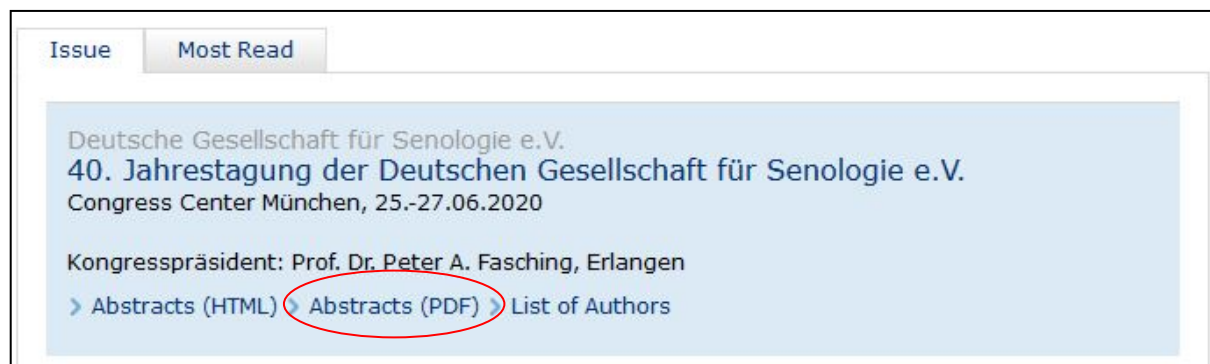 Issue Most Read
Deutsche Gesellschaft für Senologie e.V.
40. Jahrestagung der Deutschen Gesellschaft für Senologie e.V.
Congress Center München, 25.-27.06.2020
Kongresspräsident: Prof. Dr. Peter A. Fasching, Erlangen
> Abstracts (HTML) > Abstracts (PDF) > List of Authors